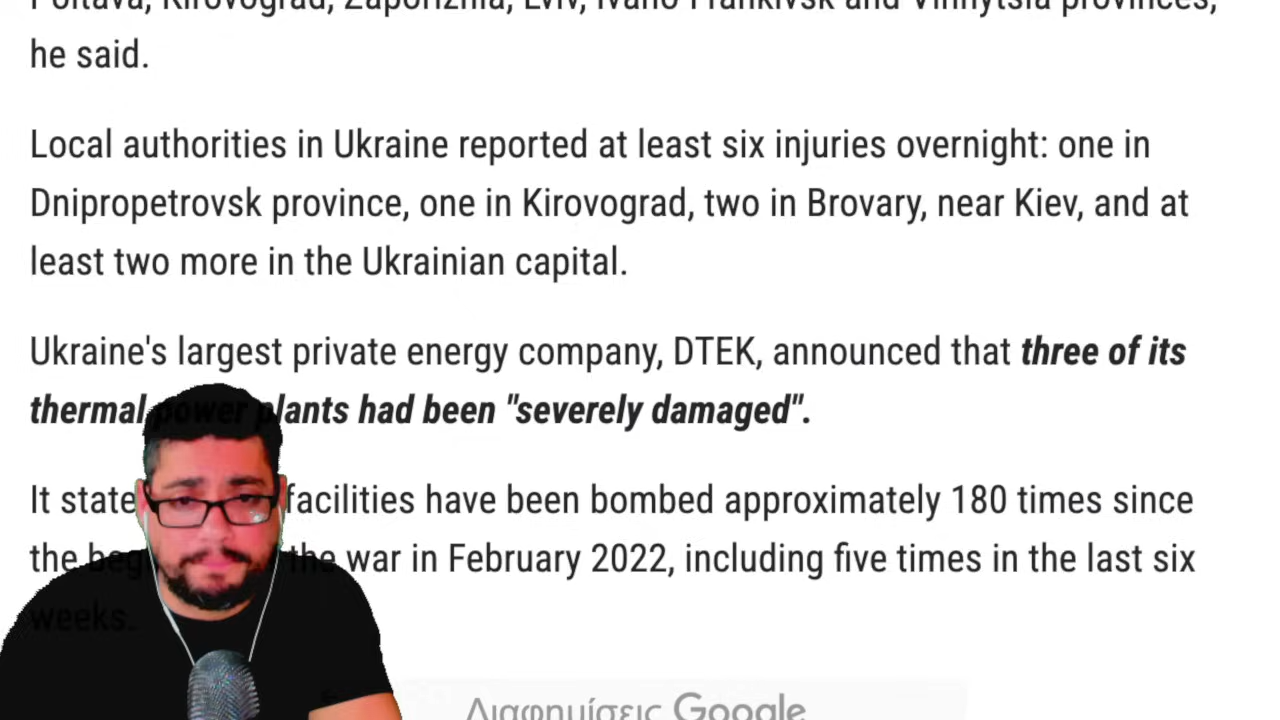 Poltava, Kirovograd, Zaporizhia, Lviv, Ivano Frankivsk and Vinnytsia provinces,
he said.
Local authorities in Ukraine reported at least six injuries overnight: one in
Dnipropetrovsk province, one in Kirovograd, two in Brovary, near Kiev, and at
least two more in the Ukrainian capital.
Ukraine's largest private energy company, DTEK, announced that three of its
thermal power plants had been "severely damaged".
It facilities have been bombed approximately 180 times since
the the war in February 2022, including five times in the last six
weeks.
Διαφημίσεις Google